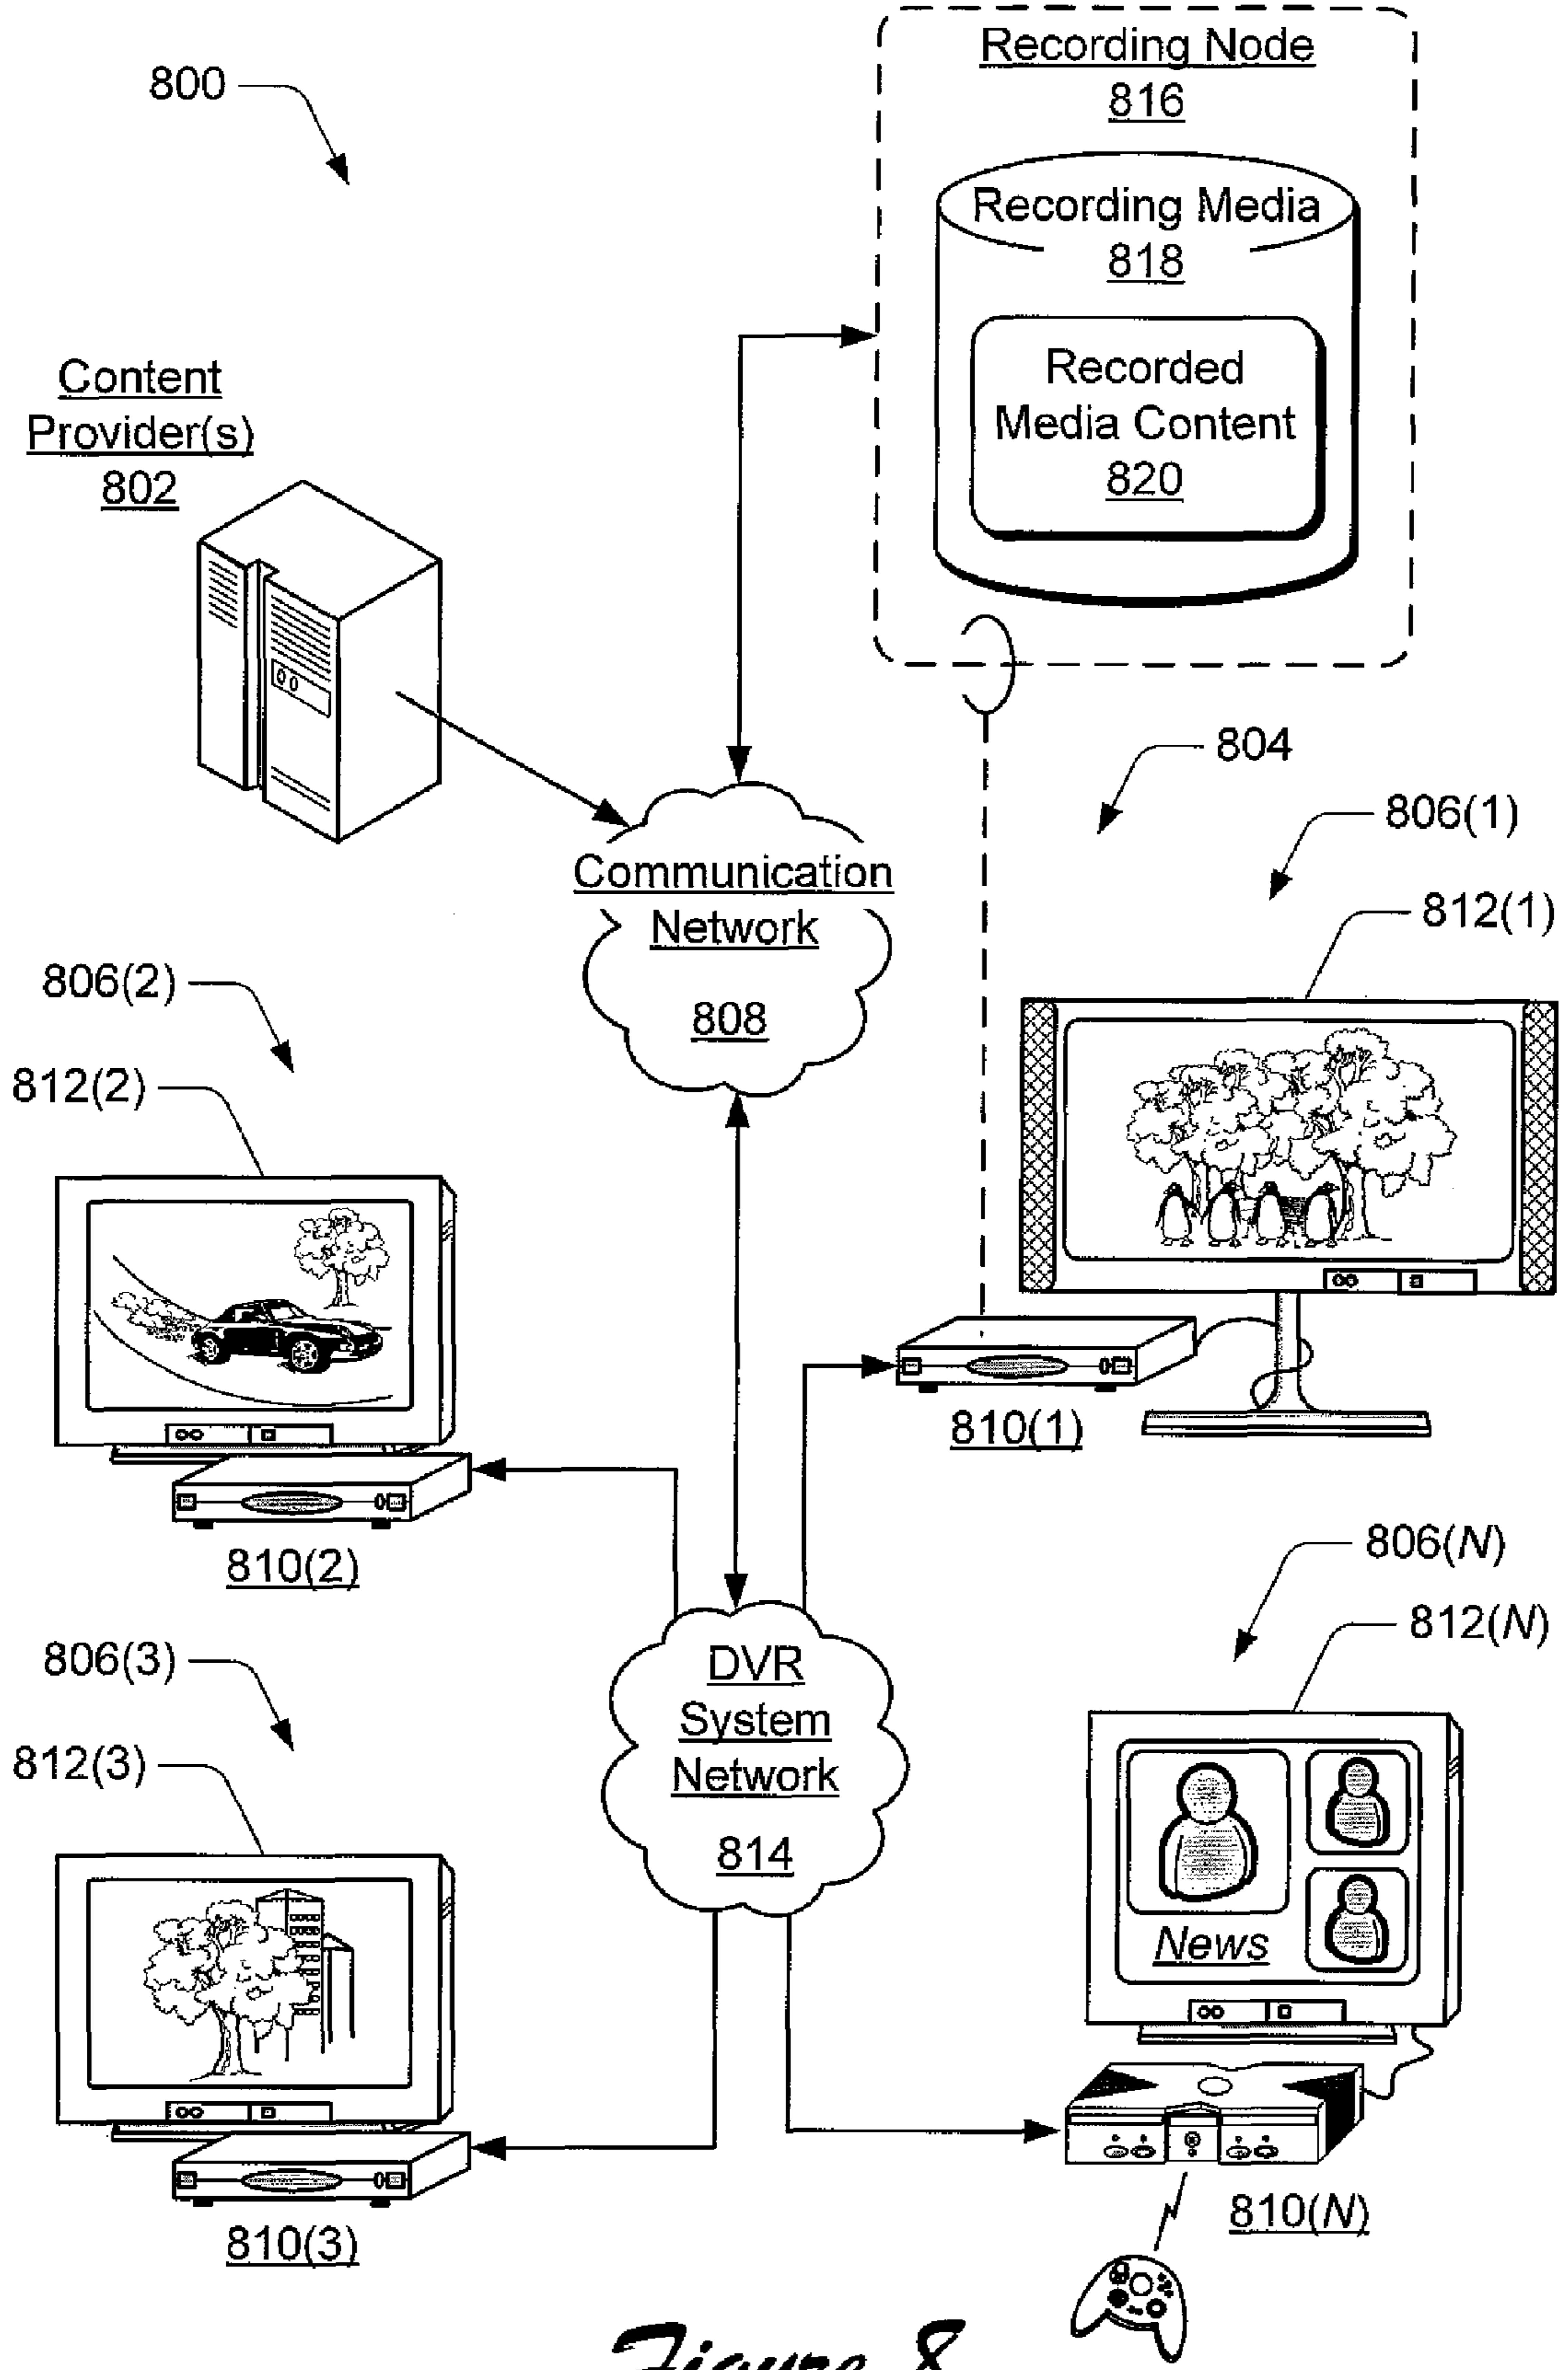 800
Recording Node
816
Recording Media
818
Recorded
Media Content
820
Content
Provider(s)
802
804
806(1)
812(1)
Communication
Network
808
806(2)
812(2)
810(1)
810(2)
806(N)
812(N)
806(3)
812(3)
DVR
System
Network
814
News
810(N)
810(3)
Figure 8